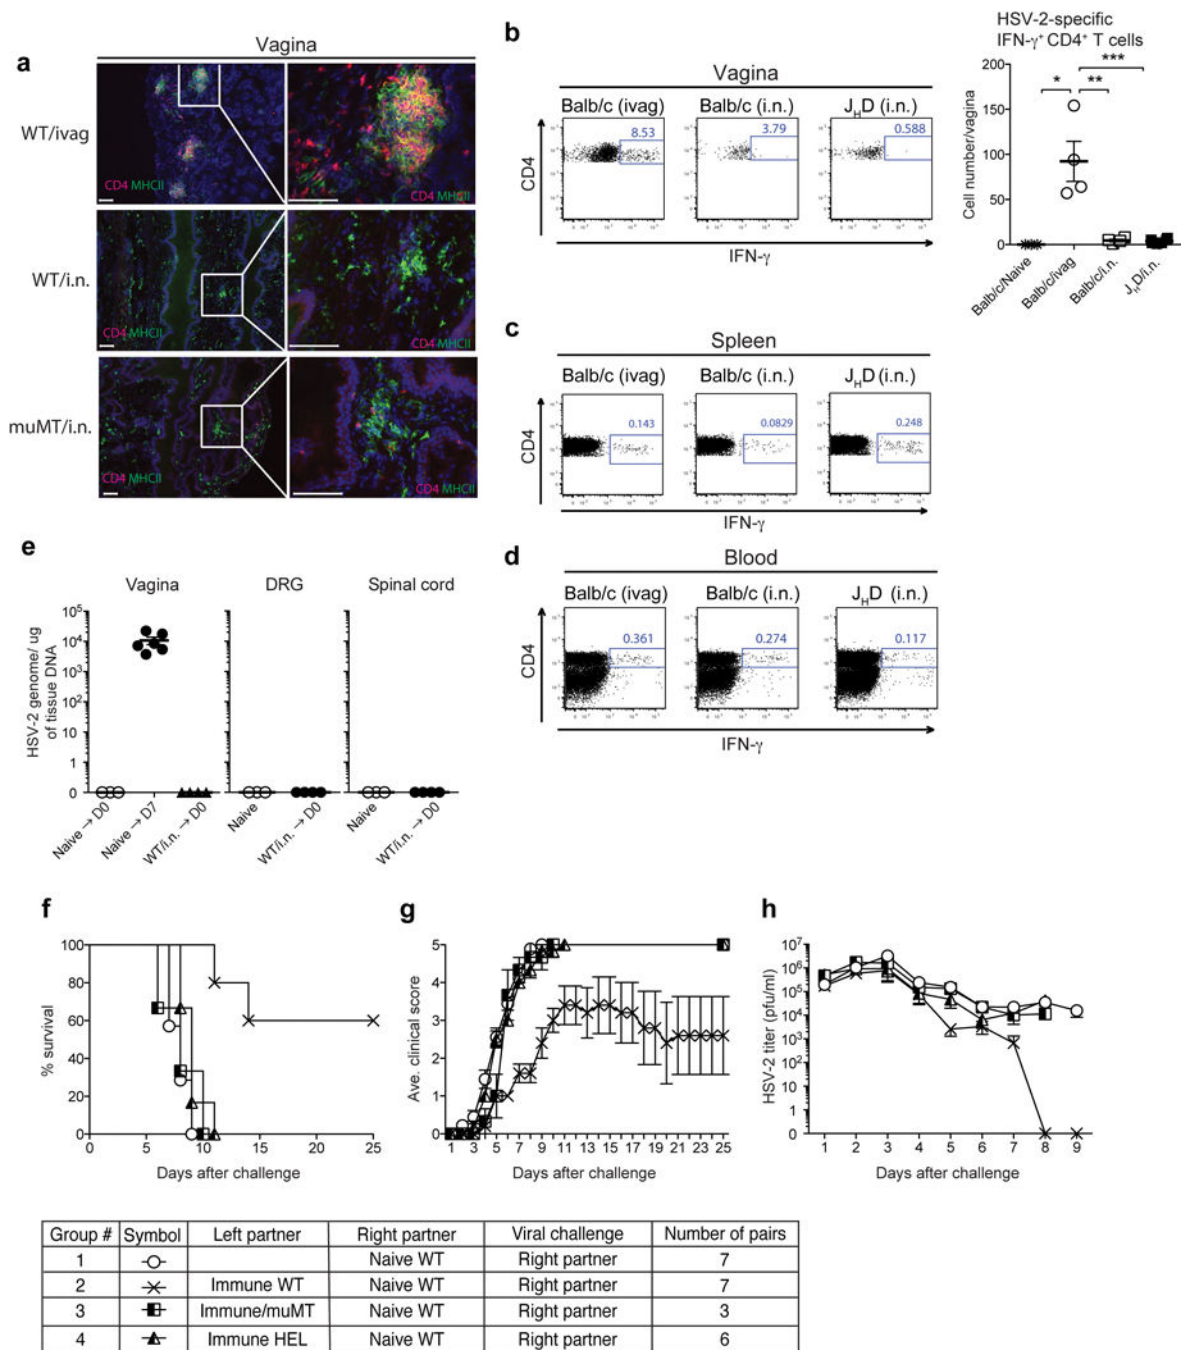 a
Vagina
WT/ivag
CD4 MHCII
CD4 MHCII
WT/i.n.
CD4 MHCII
CD4 MHCII
muMT/i.n.
CD4 MHCII
CD4 MHCII
b
Vagina
Balb/c (ivag)
Balb/c (i.n.)
JHD (i.n.)
8.53
3.79
0.588
CD4
IFN-γ
HSV-2-specific
IFN-γ+ CD4+ T cells
* ** ***
Cell number/vagina
200
150
100
50
0
Balb/c/Naive
Balb/c/ivag
Balb/c/i.n.
JHD/i.n.
c
Spleen
Balb/c (ivag)
Balb/c (i.n.)
JHD (i.n.)
0.143
0.0829
0.248
CD4
IFN-γ
d
Blood
Balb/c (ivag)
Balb/c (i.n.)
JHD (i.n.)
0.361
0.274
0.117
CD4
IFN-γ
e
Vagina
DRG
Spinal cord
HSV-2 genome/ ug
of tissue DNA
10⁵
10⁴
10³
10²
10
1
0
Naive → D0
Naive → D7
WT/i.n. → D0
Naive
WT/i.n. → D0
Naive
WT/i.n. → D0
f
% survival
100
80
60
40
20
0
0 5 10 15 20 25
Days after challenge
g
Ave. clinical score
5
4
3
2
1
0
1 3 5 7 9 11 13 15 17 19 21 23 25
Days after challenge
h
HSV-2 titer (pfu/ml)
10⁷
10⁶
10⁵
10⁴
10³
10²
10
1
0
1 2 3 4 5 6 7 8 9
Days after challenge
Group # Symbol Left partner Right partner Viral challenge Number of pairs
1 Naive WT Right partner 7
2 Immune WT Naive WT Right partner 7
3 Immune/muMT Naive WT Right partner 3
4 Immune HEL Naive WT Right partner 6